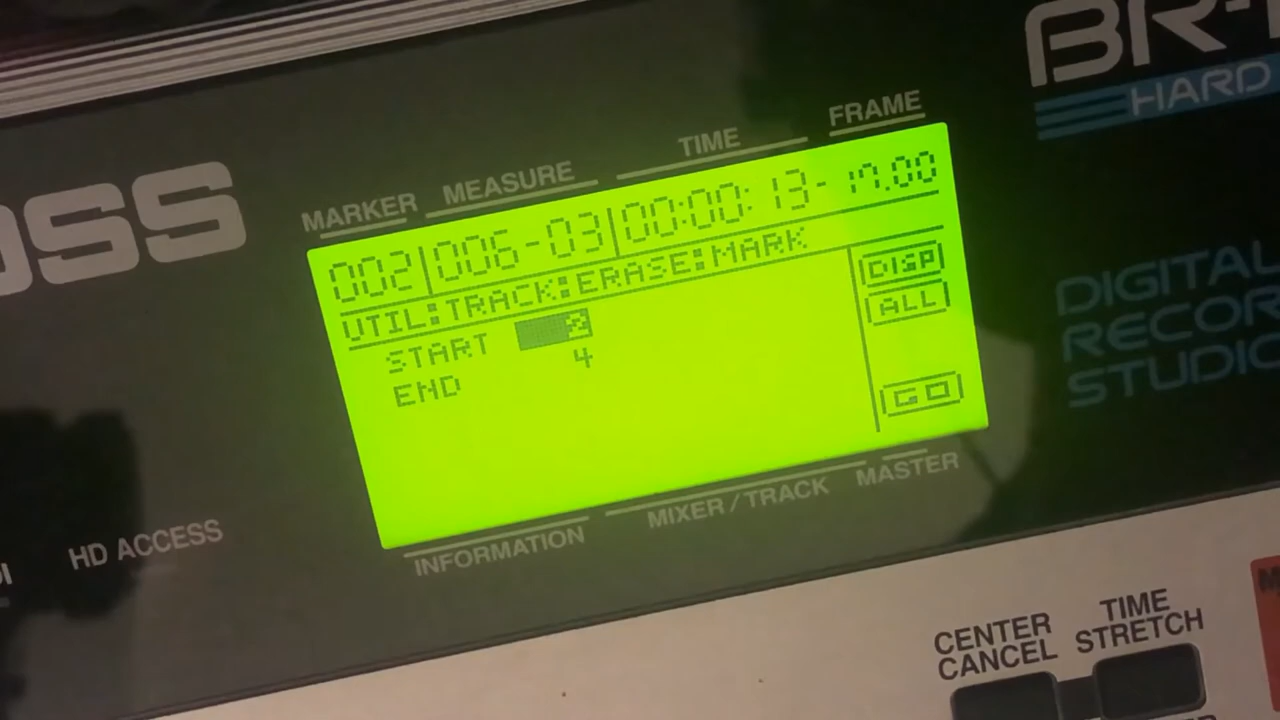 BR-
HARD
OSS
MARKER MEASURE TIME FRAME
002|006-03|00:00:13-17.00
UTIL:TRACK:ERASE:MARK
DISP
START 2
ALL
END 4
GO
DIGITAL
RECOR
STUDIO
INFORMATION MIXER / TRACK MASTER
HD ACCESS
CENTER
CANCEL
TIME
STRETCH